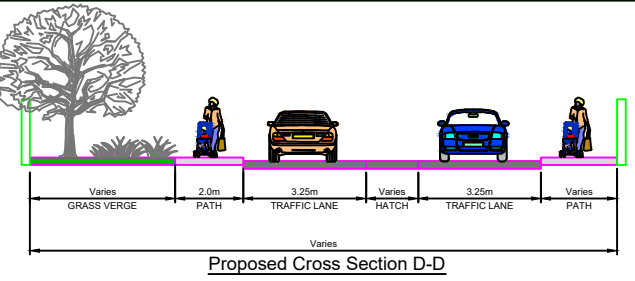 Varies 2.0m 3.25m Varies 3.25m Varies
GRASS VERGE PATH TRAFFIC LANE HATCH TRAFFIC LANE PATH
Varies
Proposed Cross Section D-D